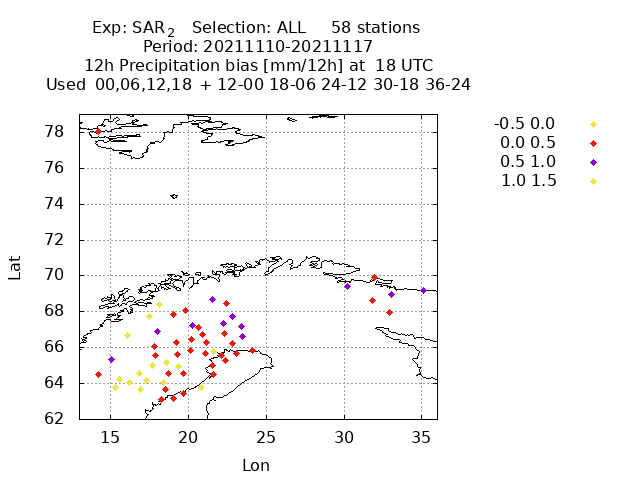 Exp: SAR2 Selection: ALL 58 stations
Period: 20211110-20211117
12h Precipitation bias [mm/12h] at 18 UTC
Used 00,06,12,18 + 12-00 18-06 24-12 30-18 36-24
-0.5 0.0
0.0 0.5
0.5 1.0
1.0 1.5
78
76
74
72
70
68
66
64
62
Lat
15 20 25 30 35
Lon